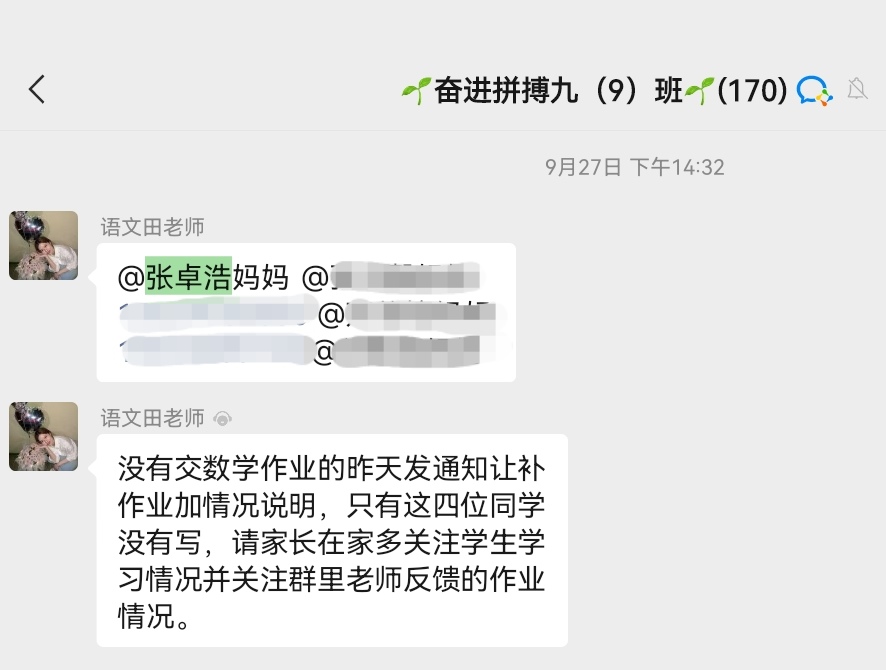 🌱奋进拼搏九（9）班🌱(170)
9月27日 下午14:32
语文田老师
@张卓浩妈妈 @
@
@
语文田老师
没有交数学作业的昨天发通知让补
作业加情况说明，只有这四位同学
没有写，请家长在家多关注学生学
习情况并关注群里老师反馈的作业
情况。